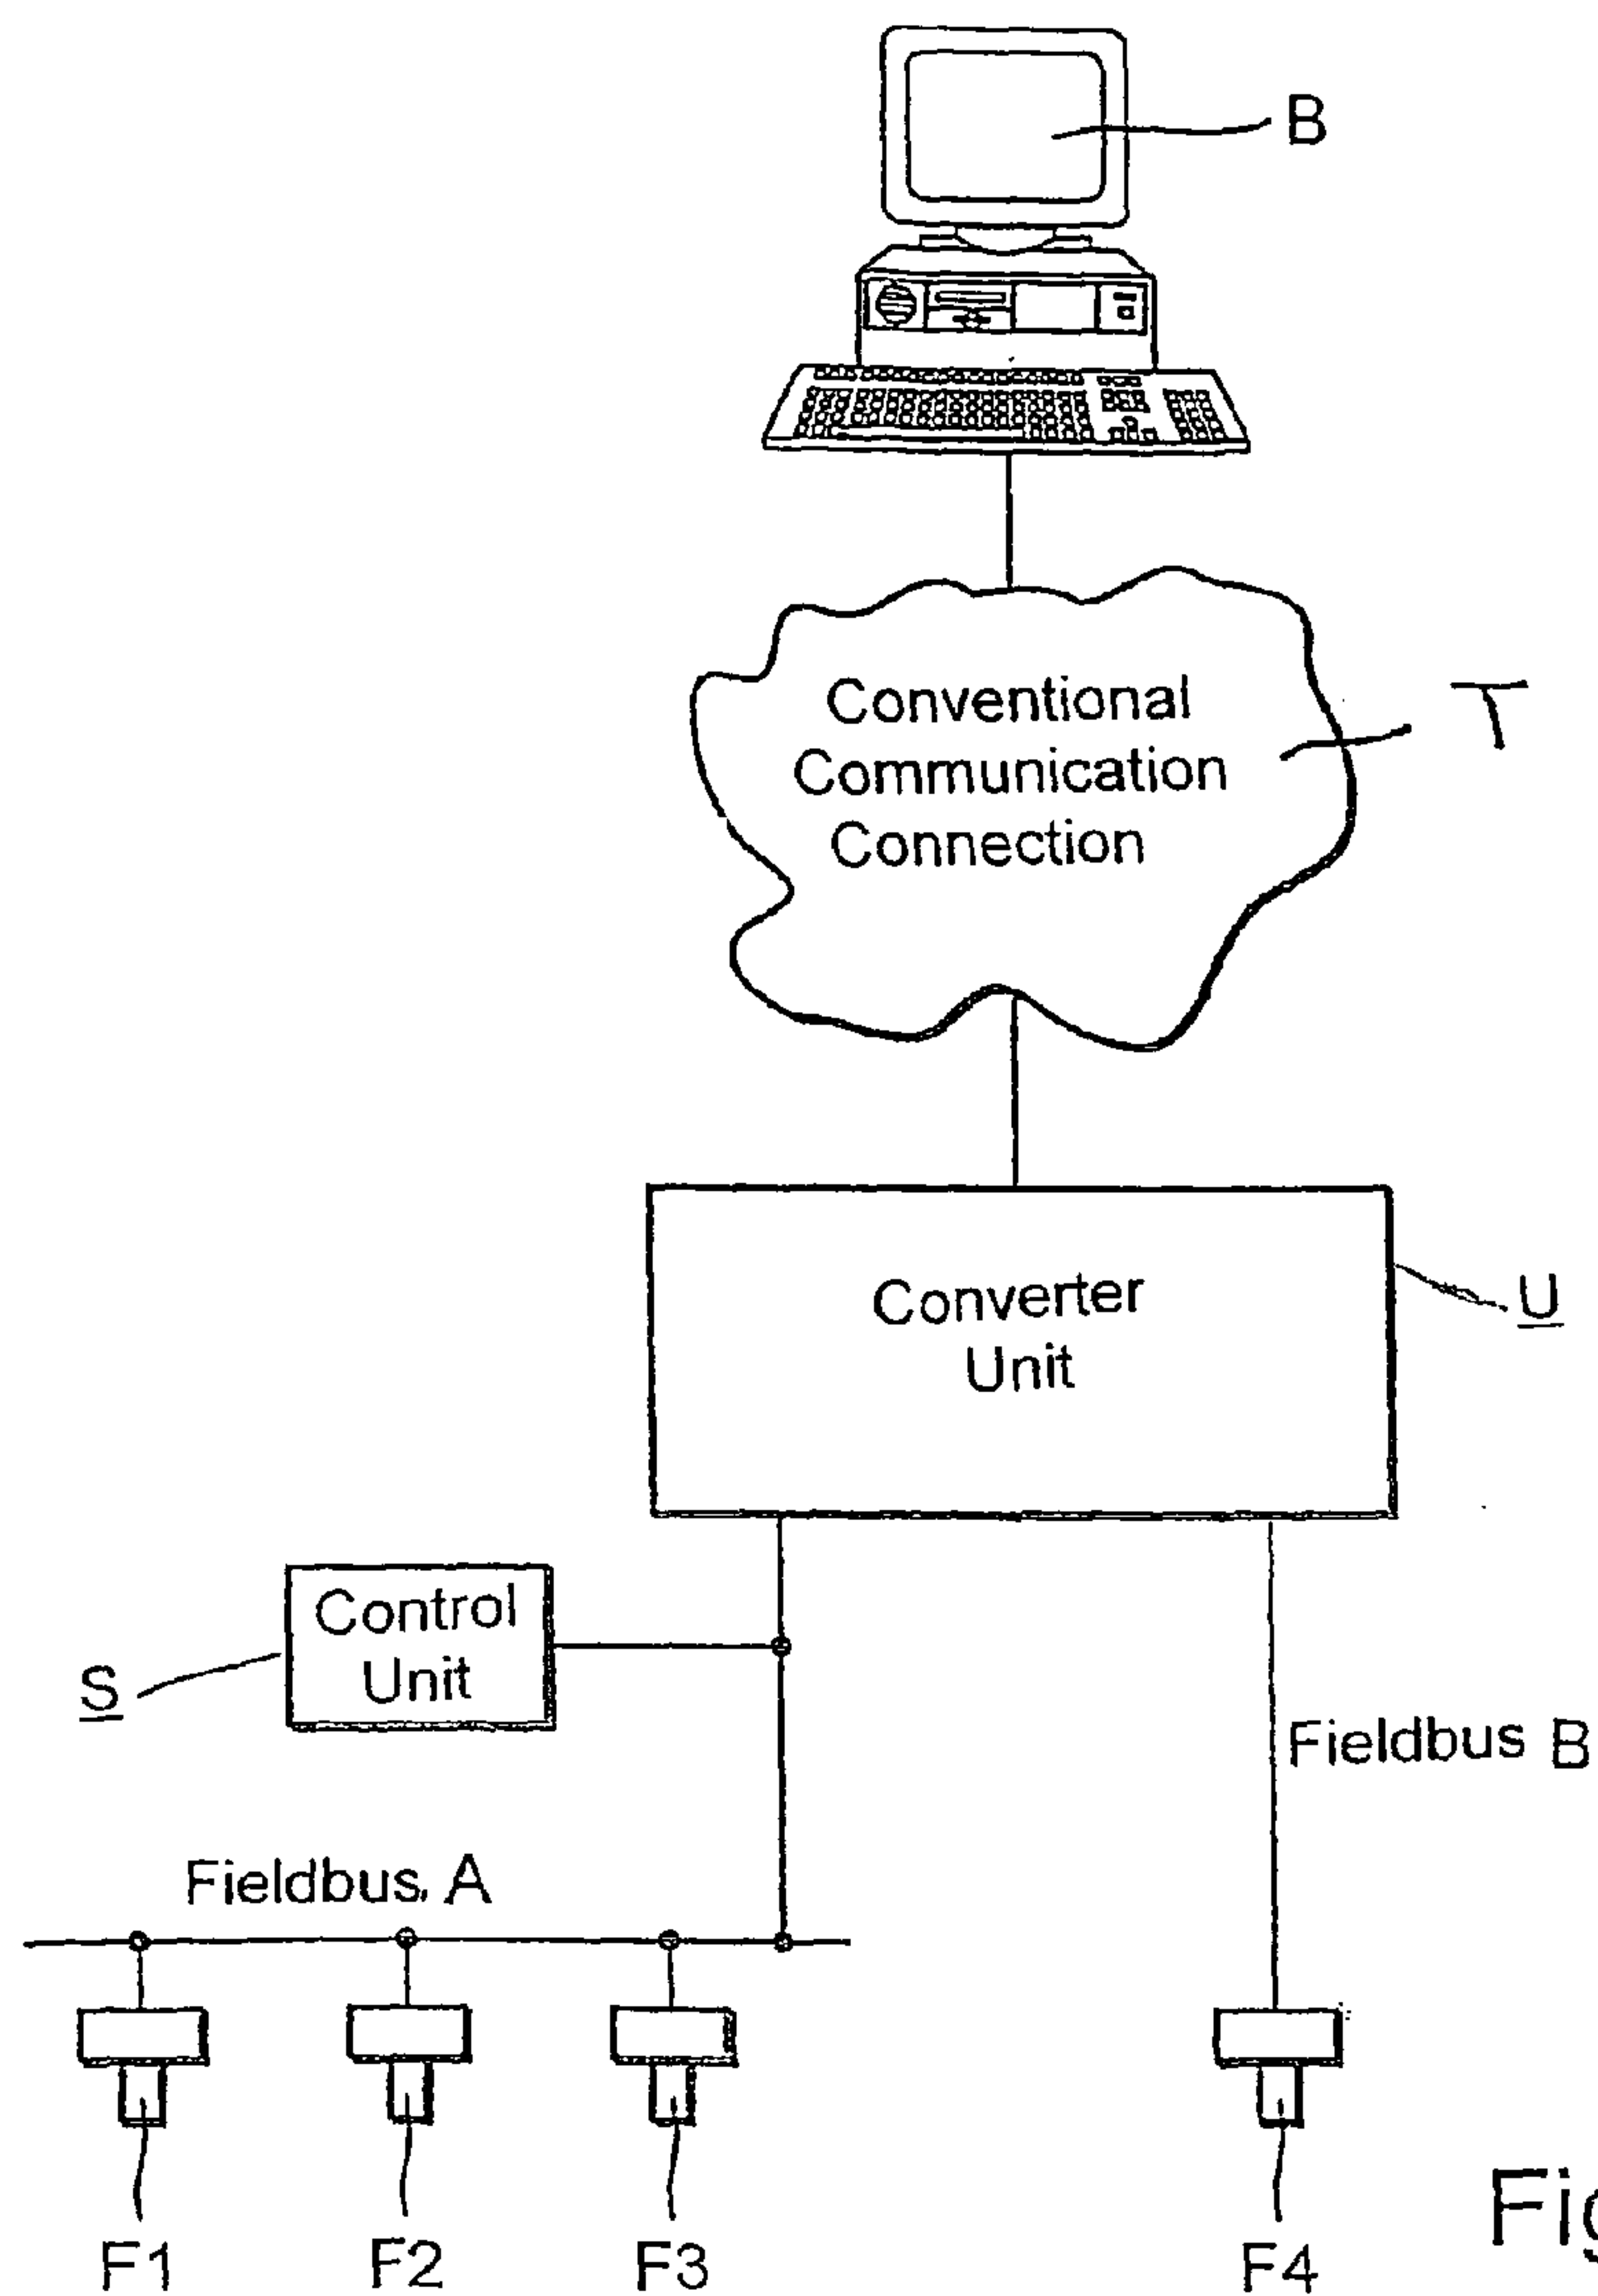 B
Conventional
Communication
Connection
T
Converter
Unit
U
Control
Unit
S
Fieldbus B
Fieldbus A
F1
F2
F3
F4
Fig